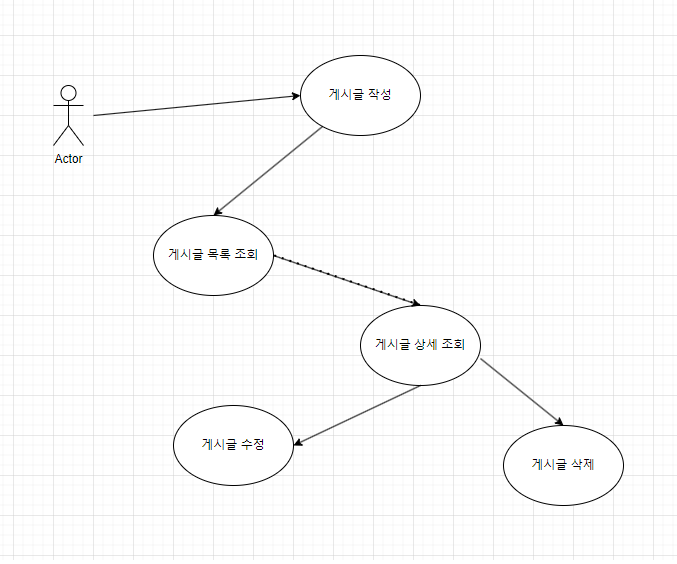 게시글 작성
Actor
게시글 목록 조회
게시글 상세 조회
게시글 수정
게시글 삭제